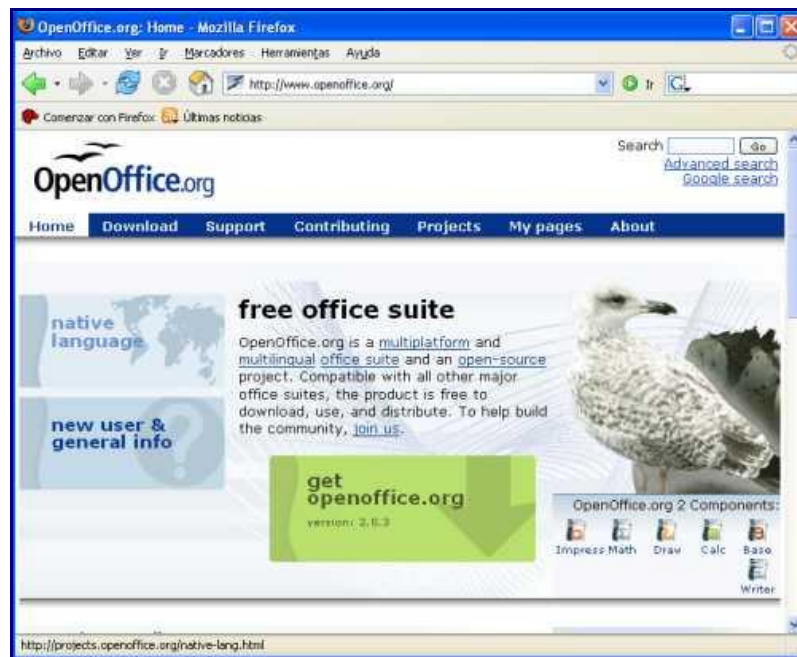 OpenOffice.org: Home - Mozilla Firefox
Archivo Editar Ver Ir Marcadores Herramientas Ayuda
http://www.openoffice.org/ Ir
Comenzar con Firefox Últimas noticias
Search Go
Advanced search
Google search
OpenOffice.org
Home Download Support Contributing Projects My pages About
native
language
new user &
general info
free office suite
OpenOffice.org is a multiplatform and
multilingual office suite and an open-source
project. Compatible with all other major
office suites, the product is free to
download, use, and distribute. To help build
the community, join us.
get
openoffice.org
version: 2.0.3
OpenOffice.org 2 Components:
Impress Math Draw Calc Base
Writer
http://projects.openoffice.org/native-lang.html